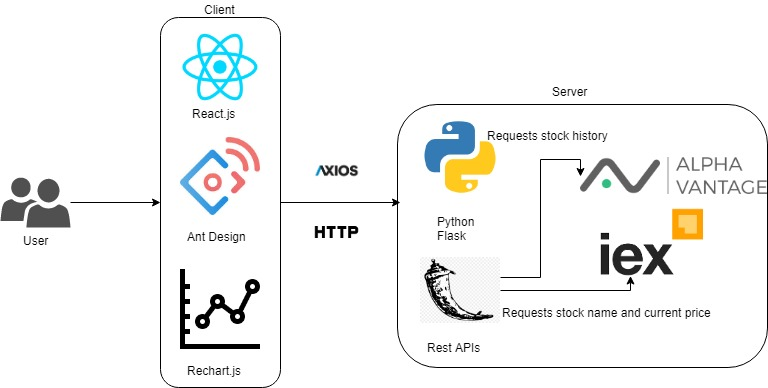 Client
Server
React.js
Requests stock history
AXIOS
ALPHA
VANTAGE
User
Ant Design
HTTP
Python
Flask
iex
Requests stock name and current price
Rest APIs
Rechart.js